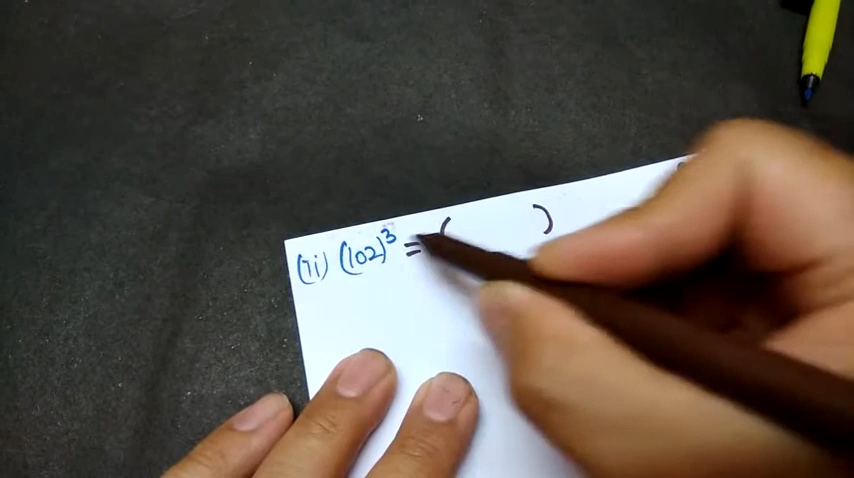 (ii) (102)³ = ( )